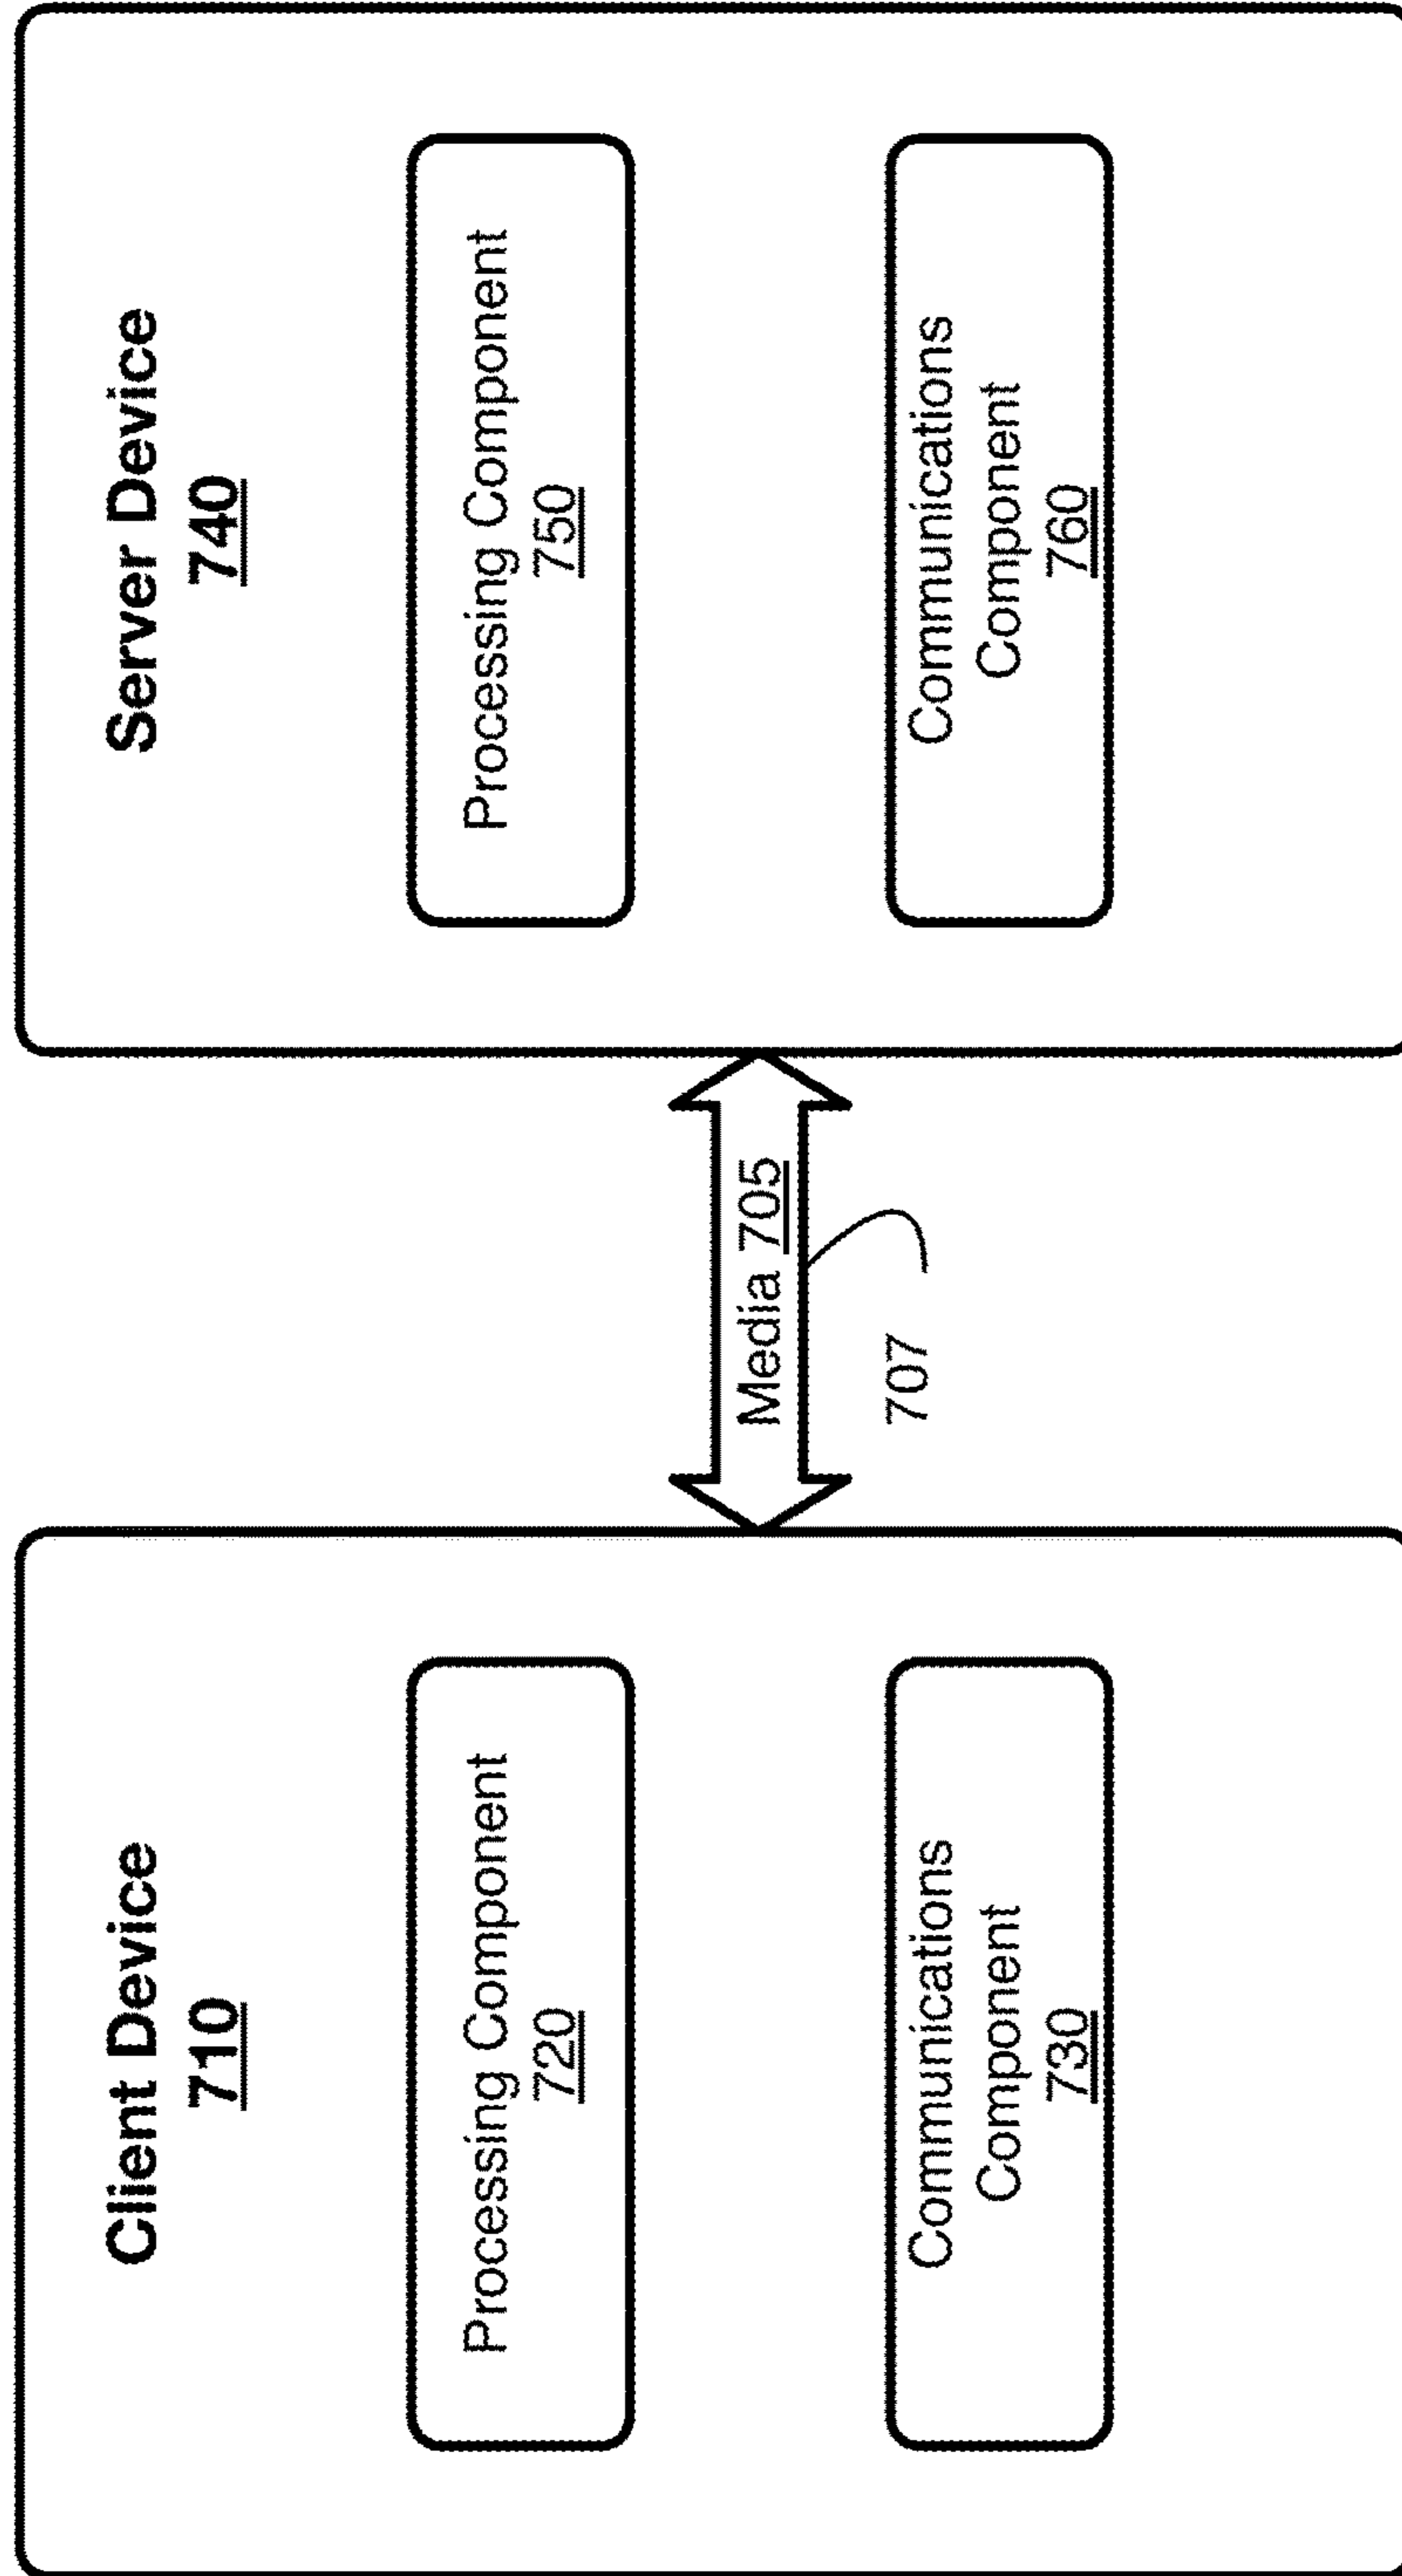 Client Device
710
Processing Component
720
Communications
Component
730
Media 705
707
Server Device
740
Processing Component
750
Communications
Component
760